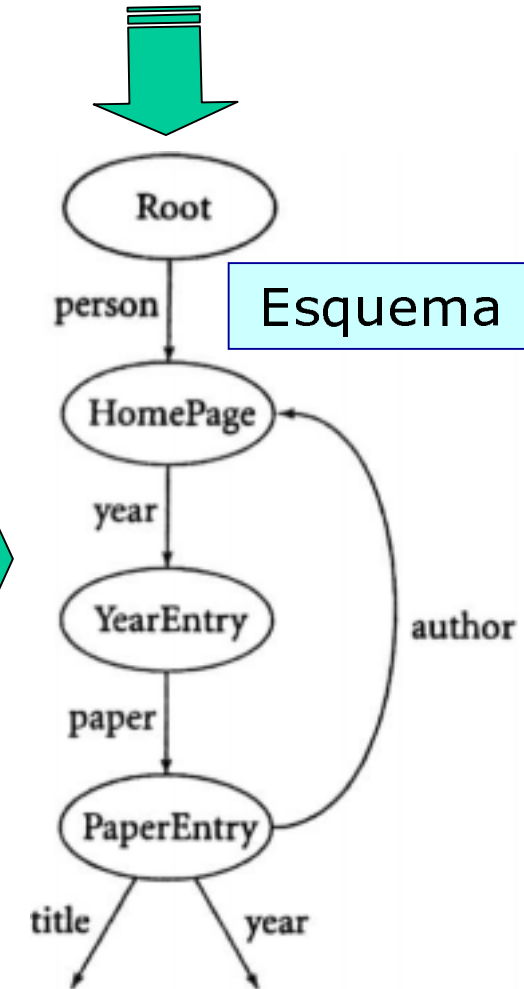 Root
person
Esquema
HomePage
year
YearEntry
author
paper
PaperEntry
title
year